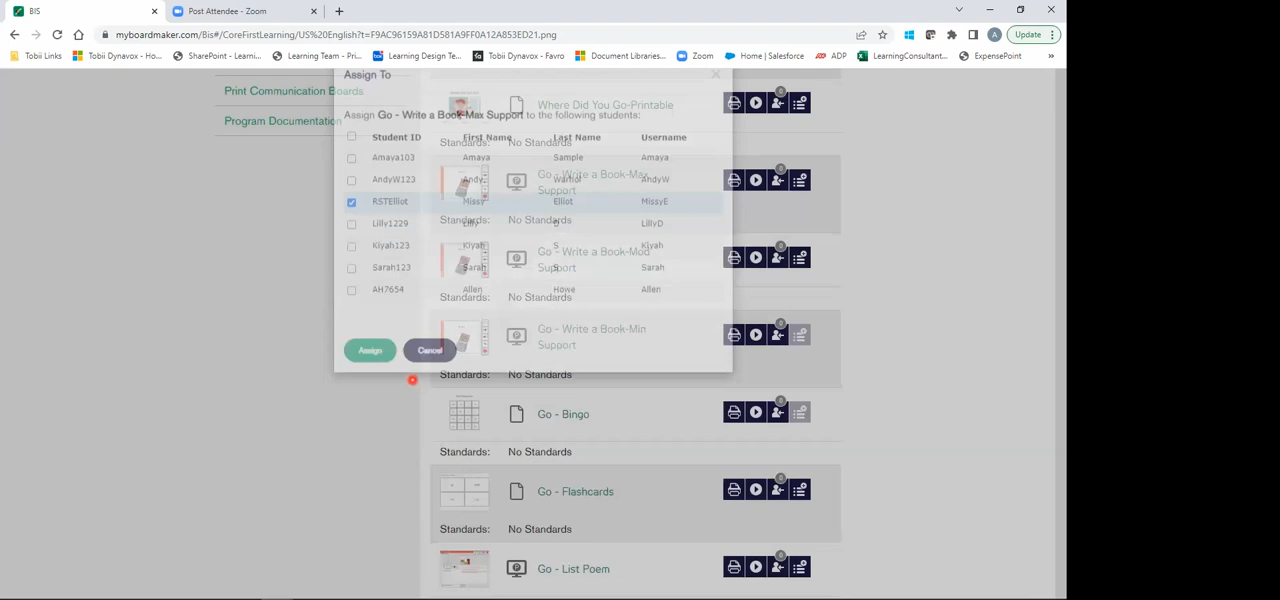 BIS
Post Attendee - Zoom
myboardmaker.com/Bis#/CoreFirstLearning/US%20English?t=F9AC96159A81D581A9FF0A12A853ED21.png
Update
Tobii Links
Tobii Dynavox - Ho...
SharePoint - Learni...
Learning Team - Pri...
Learning Design Te...
Tobii Dynavox - Favro
Document Libraries...
Zoom
Home | Salesforce
ADP
LearningConsultant...
ExpensePoint
»
Print Communication Boards
Program Documentation
Assign To
Assign Go - Write a Book-Max Support to the following students:
Student ID First Name Last Name Username
Amaya103 Amaya Sample Amaya
AndyW123 Andy Warhol AndyW
RSTElliot Missy Elliot MissyE
Lilly1229 Lilly D LillyD
Kiyah123 Kiyah S Kiyah
Sarah123 Sarah S Sarah
AH7654 Allen Howe Allen
Assign
Cancel
Where Did You Go-Printable
Standards: No Standards
Go - Write a Book-Max
Support
Standards: No Standards
Go - Write a Book-Mod
Support
Standards: No Standards
Go - Write a Book-Min
Support
Standards: No Standards
Go - Bingo
Standards: No Standards
Go - Flashcards
Standards: No Standards
Go - List Poem